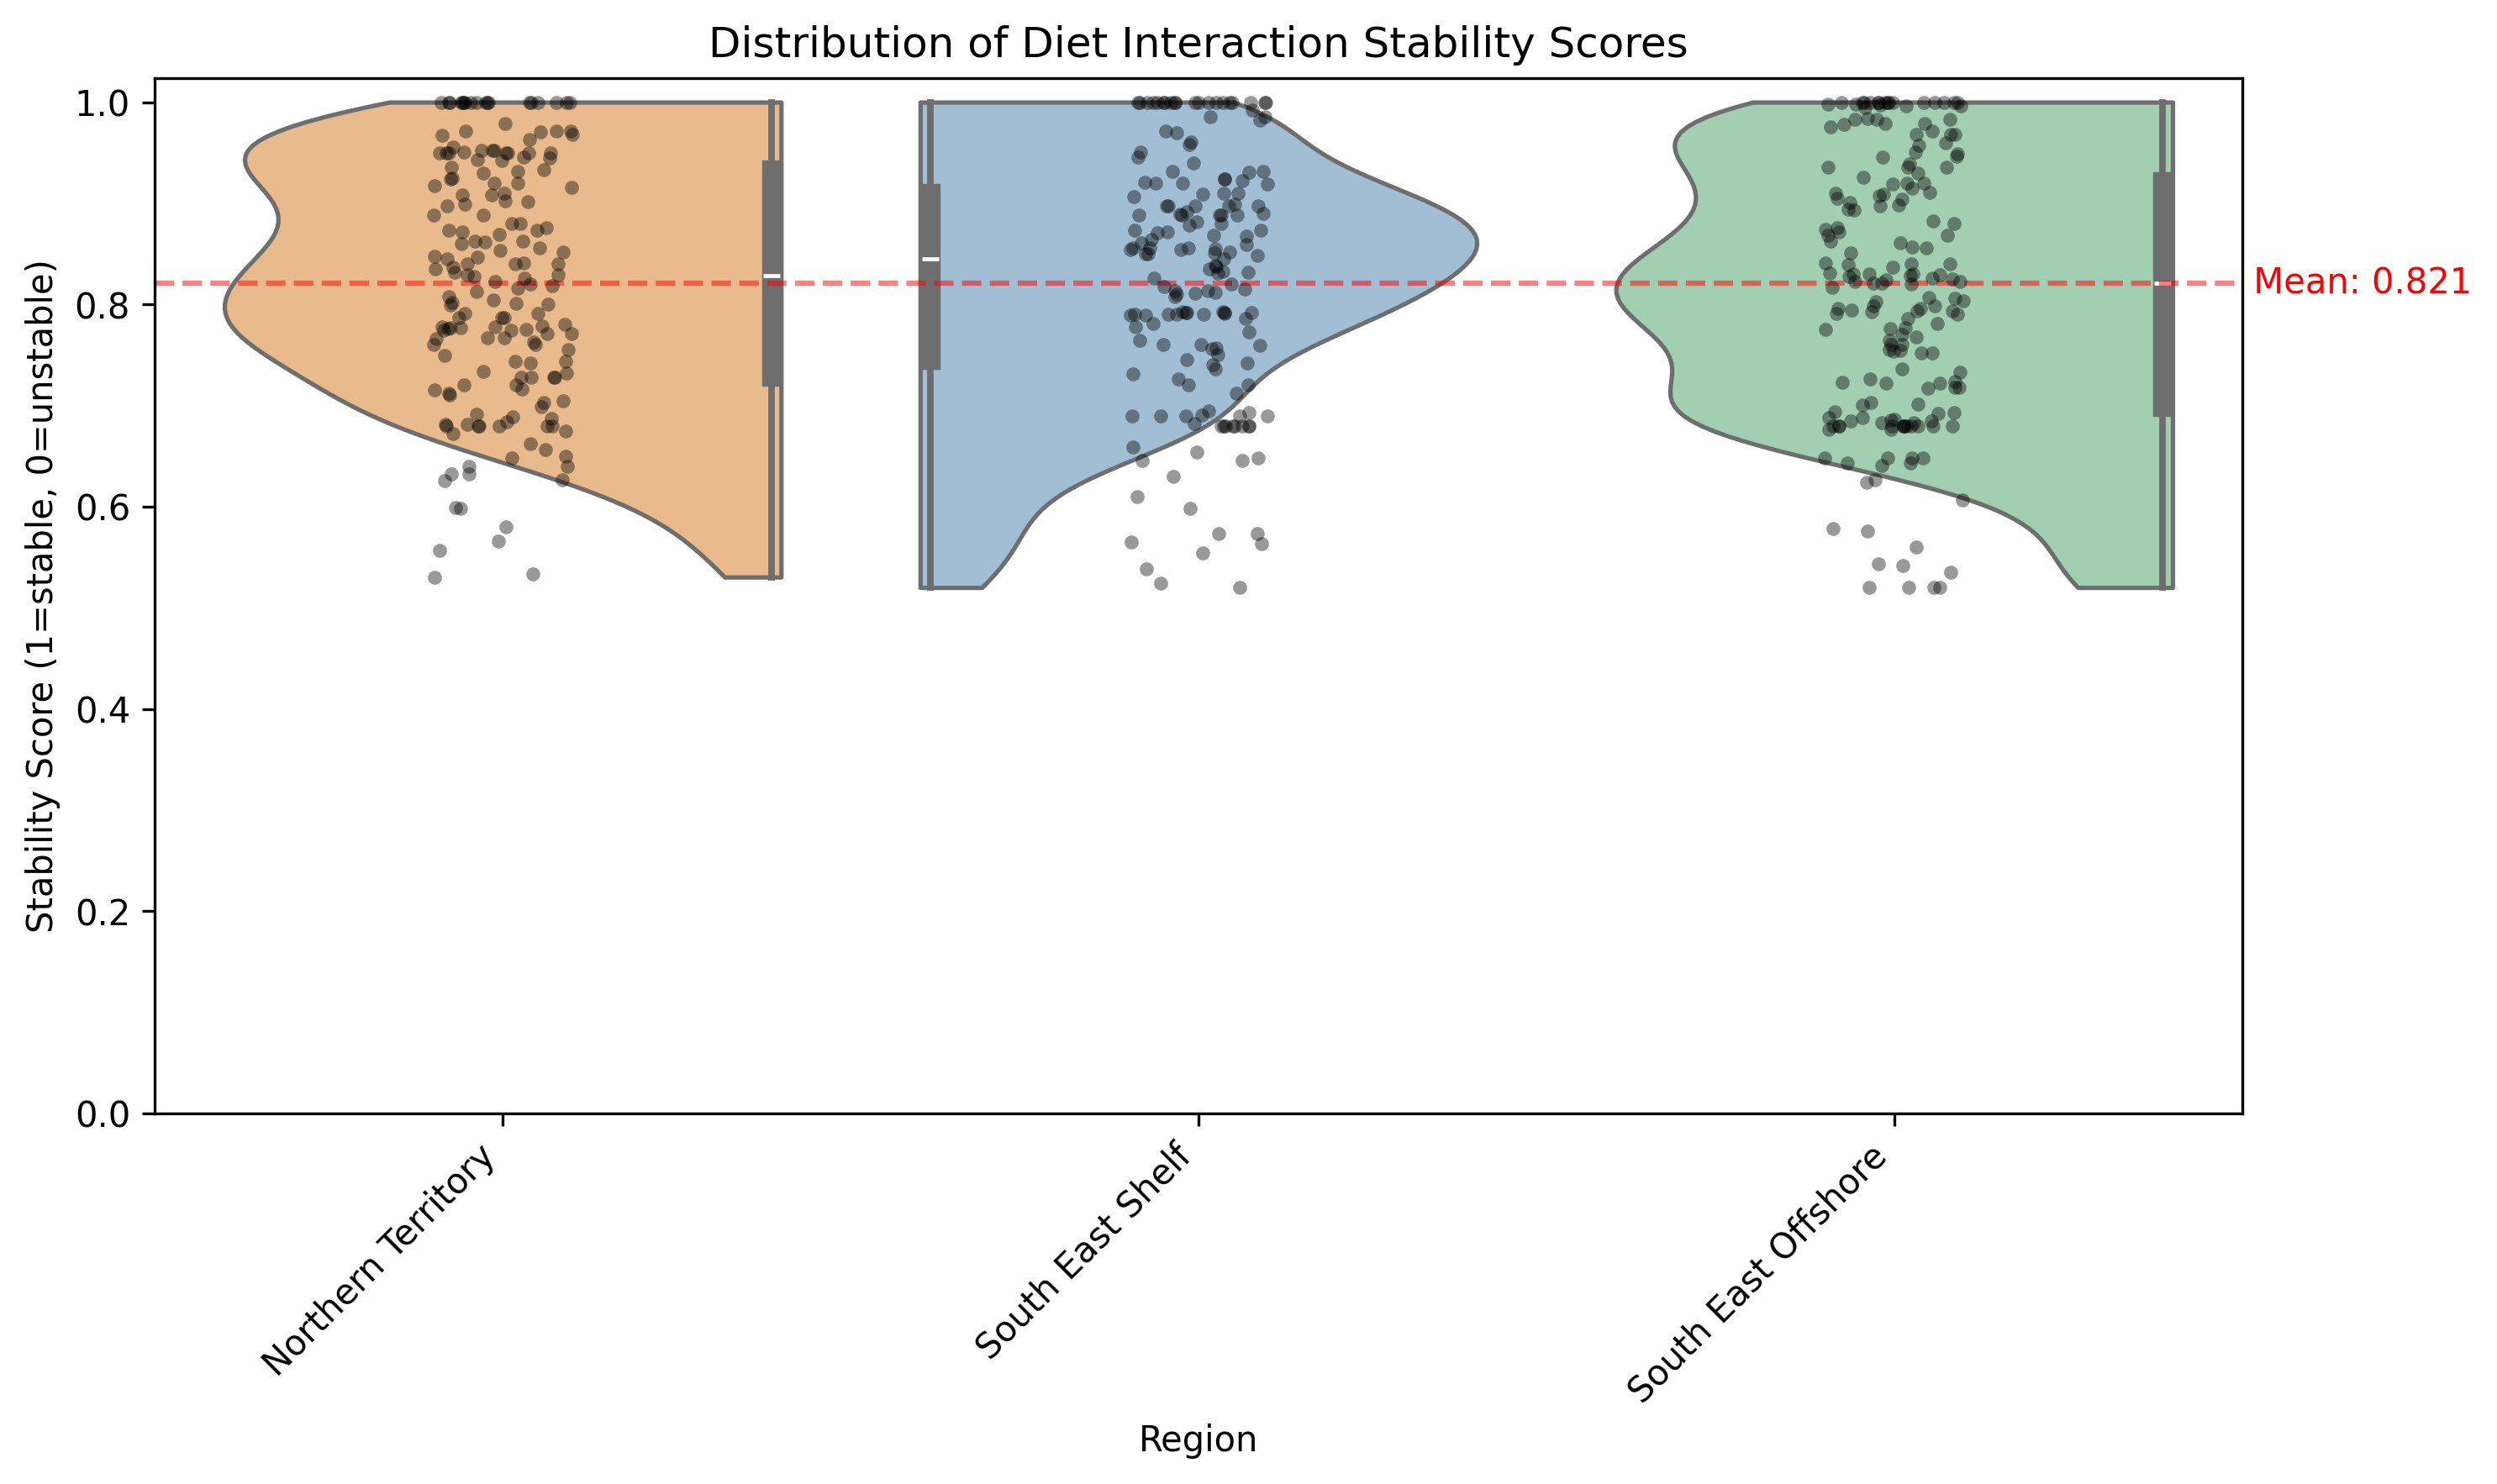 Distribution of Diet Interaction Stability Scores
Stability Score (1=stable, 0=unstable)
1.0
0.8
0.6
0.4
0.2
0.0
Mean: 0.821
Northern Territory
South East Shelf
South East Offshore
Region